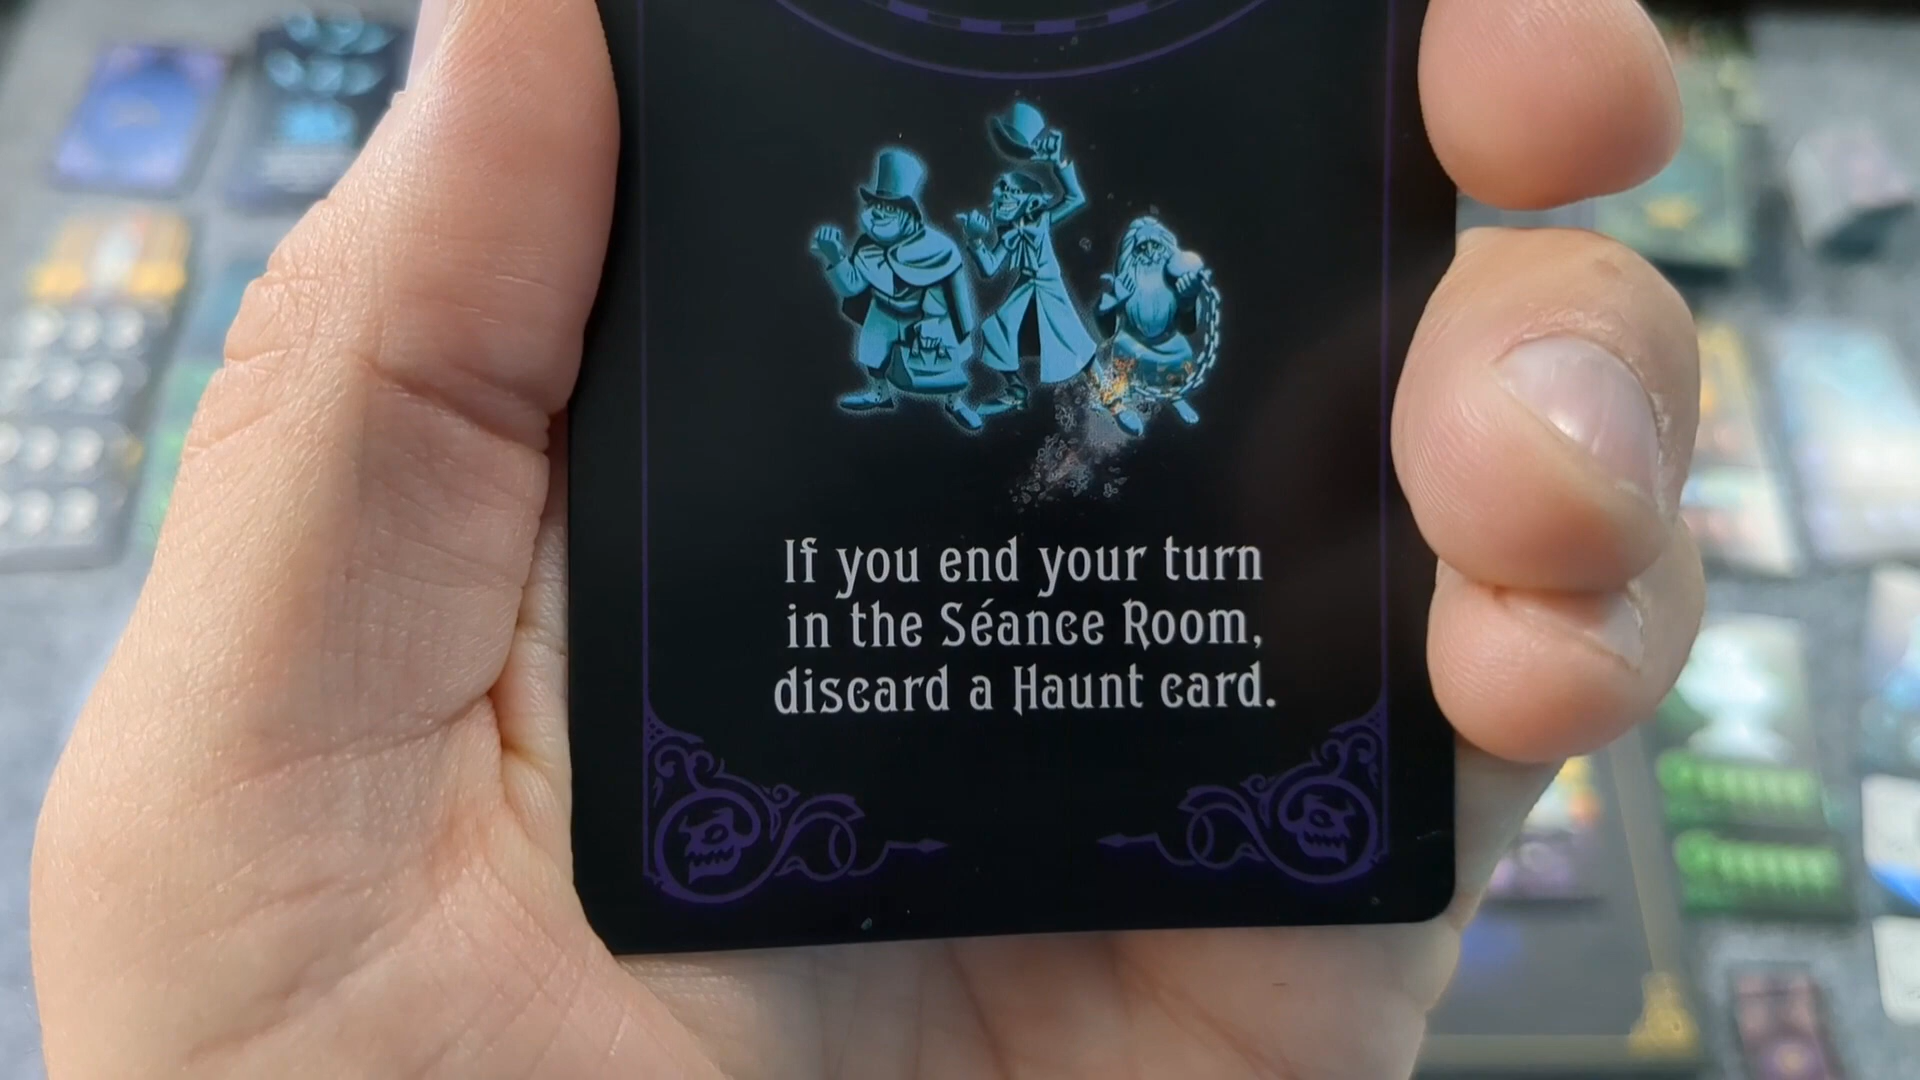 If you end your turn
in the Séance Room,
discard a Haunt card.